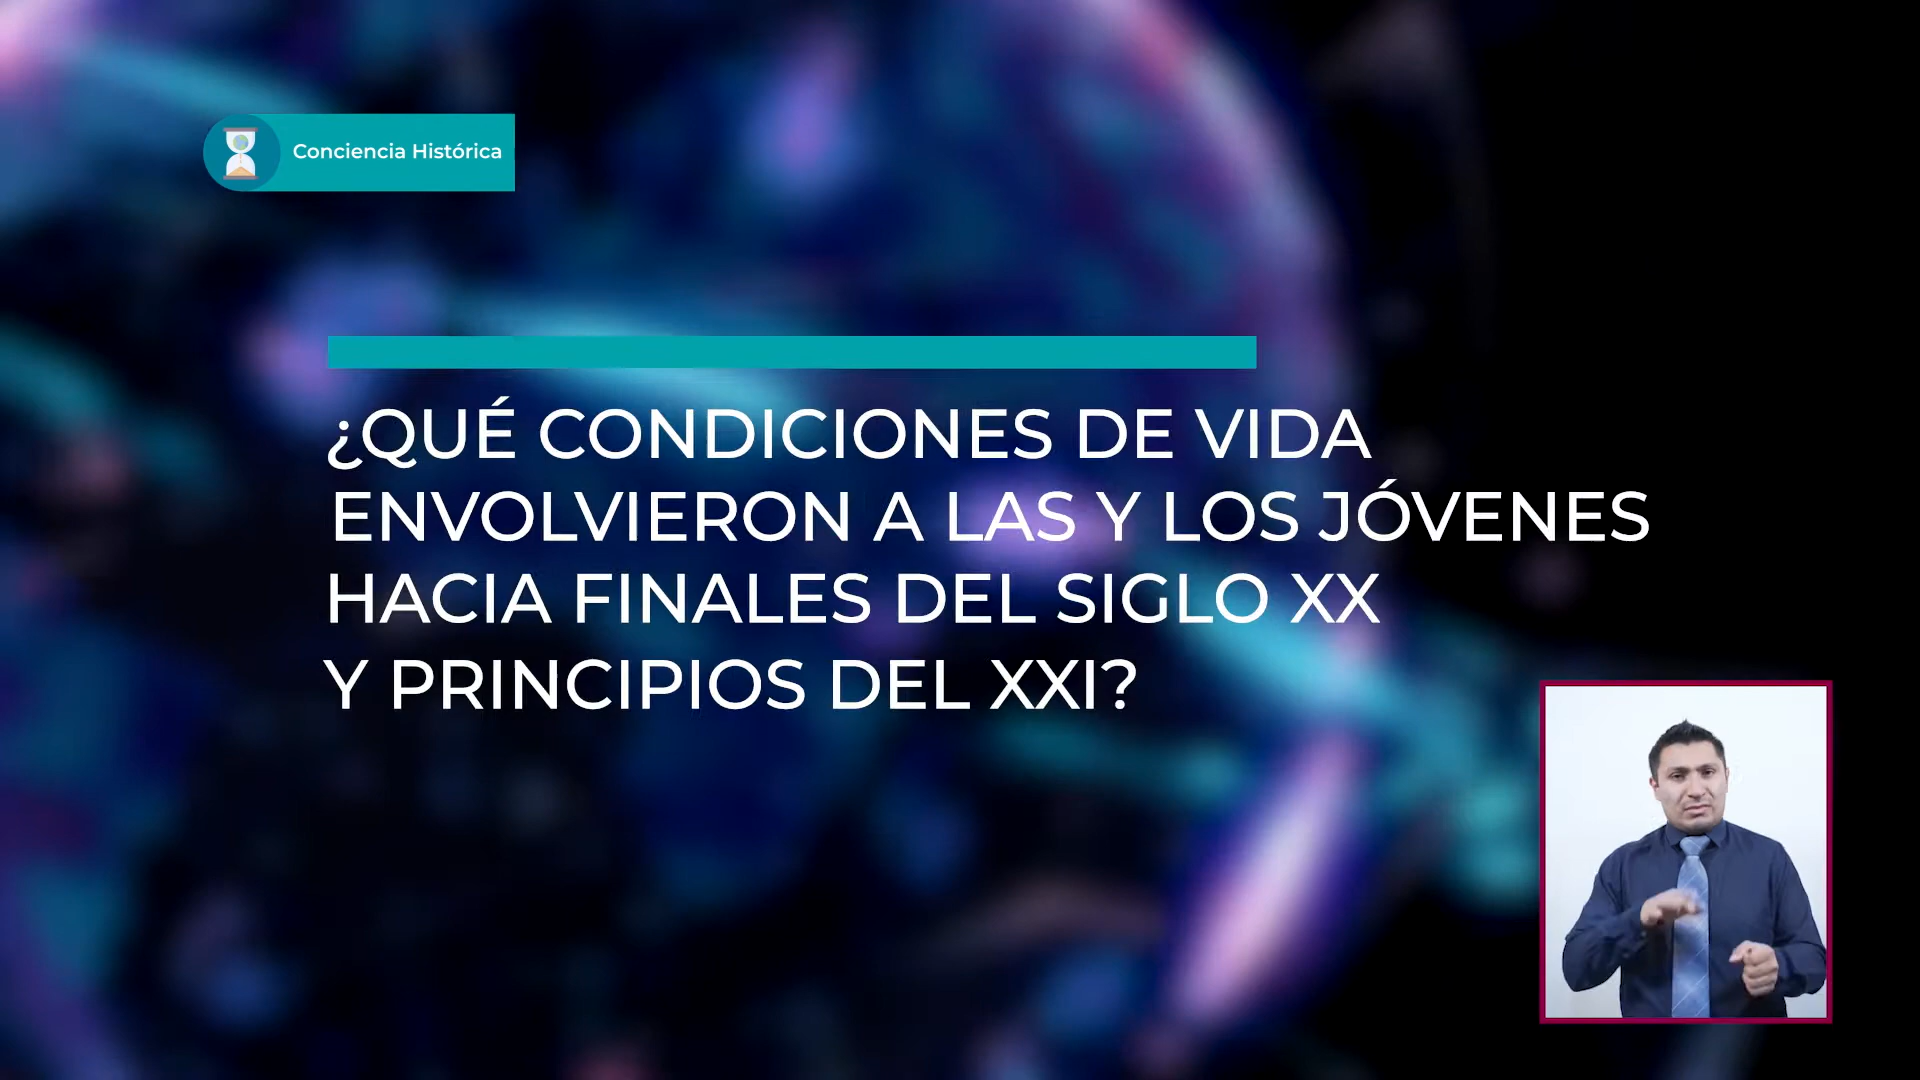 Conciencia Histórica
¿QUÉ CONDICIONES DE VIDA
ENVOLVIERON A LAS Y LOS JÓVENES
HACIA FINALES DEL SIGLO XX
Y PRINCIPIOS DEL XXI?